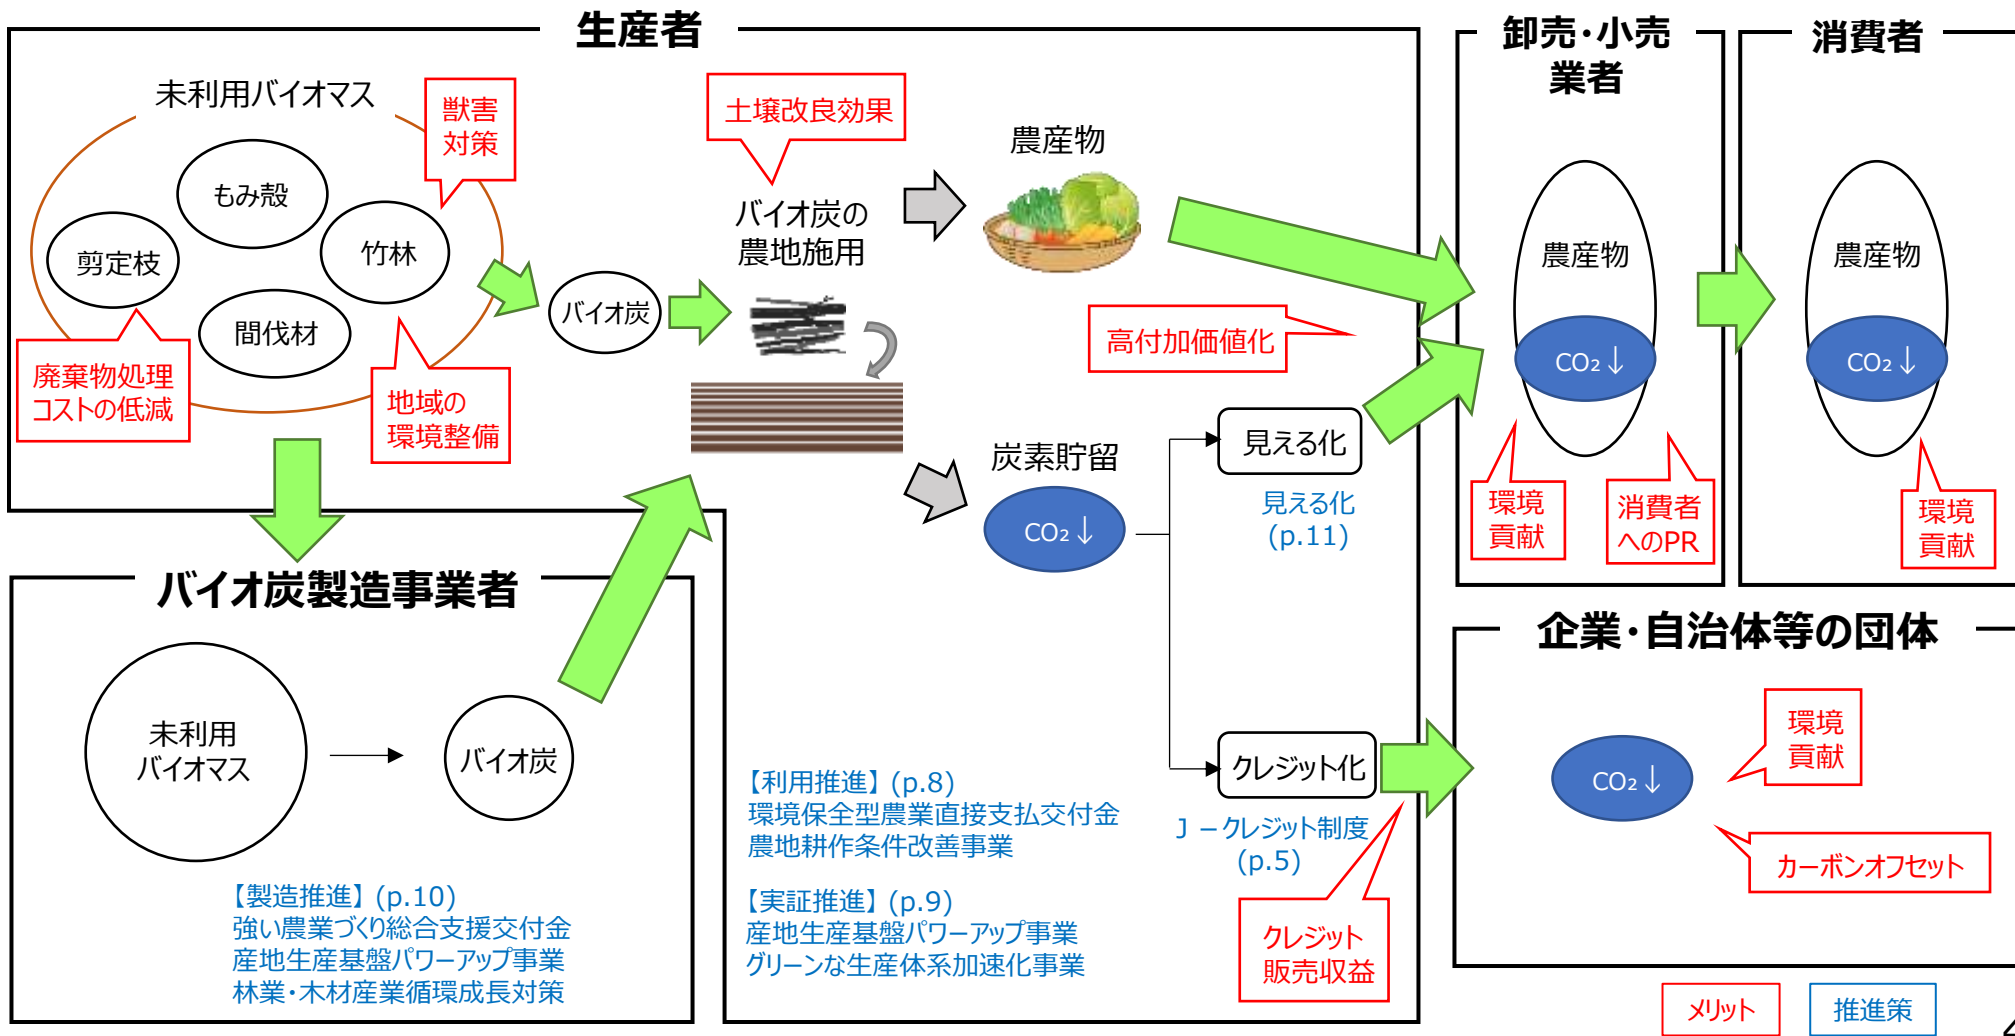 生産者
未利用バイオマス
獣害
対策
もみ殻
剪定枝
竹林
間伐材
廃棄物処理
コストの低減
地域の
環境整備
バイオ炭
土壌改良効果
バイオ炭の
農地施用
農産物
高付加価値化
炭素貯留
CO₂↓
見える化
見える化
(p.11)
クレジット化
J－クレジット制度
(p.5)
クレジット
販売収益
【利用推進】(p.8)
環境保全型農業直接支払交付金
農地耕作条件改善事業
【実証推進】(p.9)
産地生産基盤パワーアップ事業
グリーンな生産体系加速化事業
バイオ炭製造事業者
未利用
バイオマス
バイオ炭
【製造推進】(p.10)
強い農業づくり総合支援交付金
産地生産基盤パワーアップ事業
林業・木材産業循環成長対策
卸売・小売
業者
農産物
CO₂↓
環境
貢献
消費者
へのPR
消費者
農産物
CO₂↓
環境
貢献
企業・自治体等の団体
CO₂↓
環境
貢献
カーボンオフセット
メリット
推進策